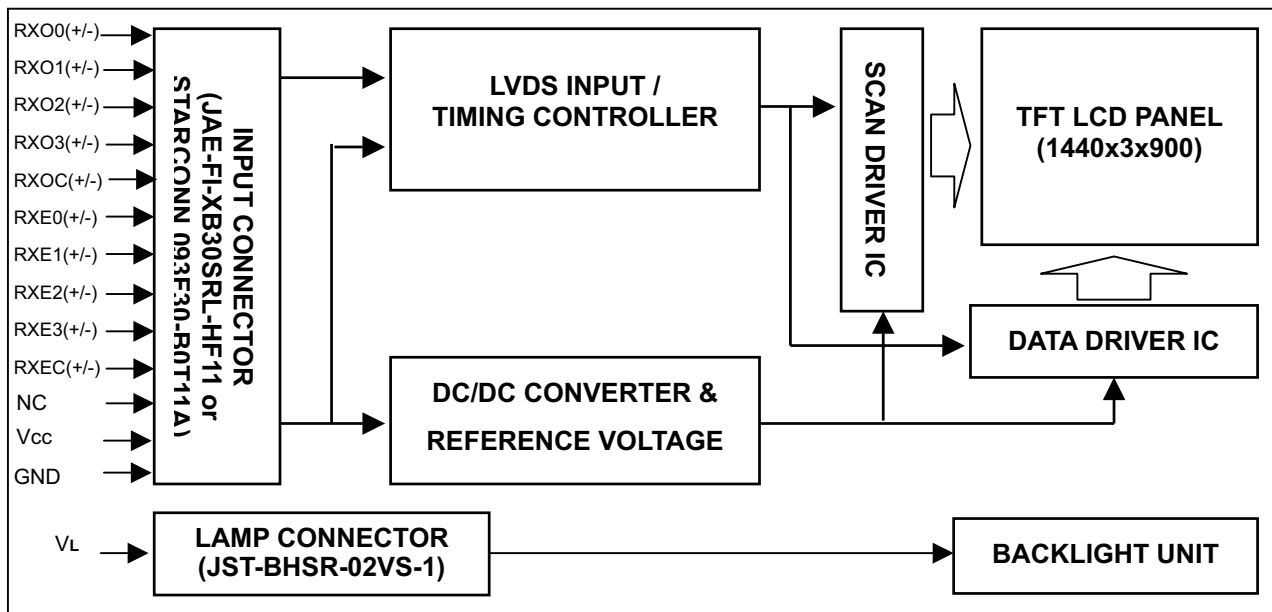 RXO0(+/-)
RXO1(+/-)
RXO2(+/-)
RXO3(+/-)
RXOC(+/-)
RXE0(+/-)
RXE1(+/-)
RXE2(+/-)
RXE3(+/-)
RXEC(+/-)
NC
Vcc
GND
VL
INPUT CONNECTOR
(JAE-FI-XB30SRL-HF11 or
STARCONN 093F30-B0T11A)
LVDS INPUT /
TIMING CONTROLLER
DC/DC CONVERTER &
REFERENCE VOLTAGE
SCAN DRIVER IC
TFT LCD PANEL
(1440x3x900)
DATA DRIVER IC
LAMP CONNECTOR
(JST-BHSR-02VS-1)
BACKLIGHT UNIT